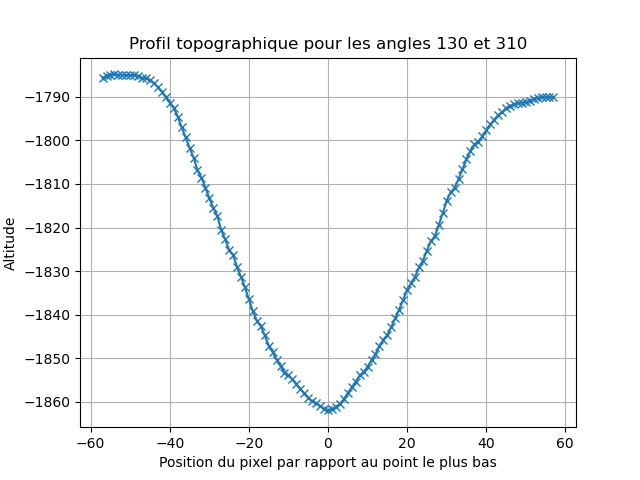 Profil topographique pour les angles 130 et 310
Altitude
−1790
−1800
−1810
−1820
−1830
−1840
−1850
−1860
−60 −40 −20 0 20 40 60
Position du pixel par rapport au point le plus bas